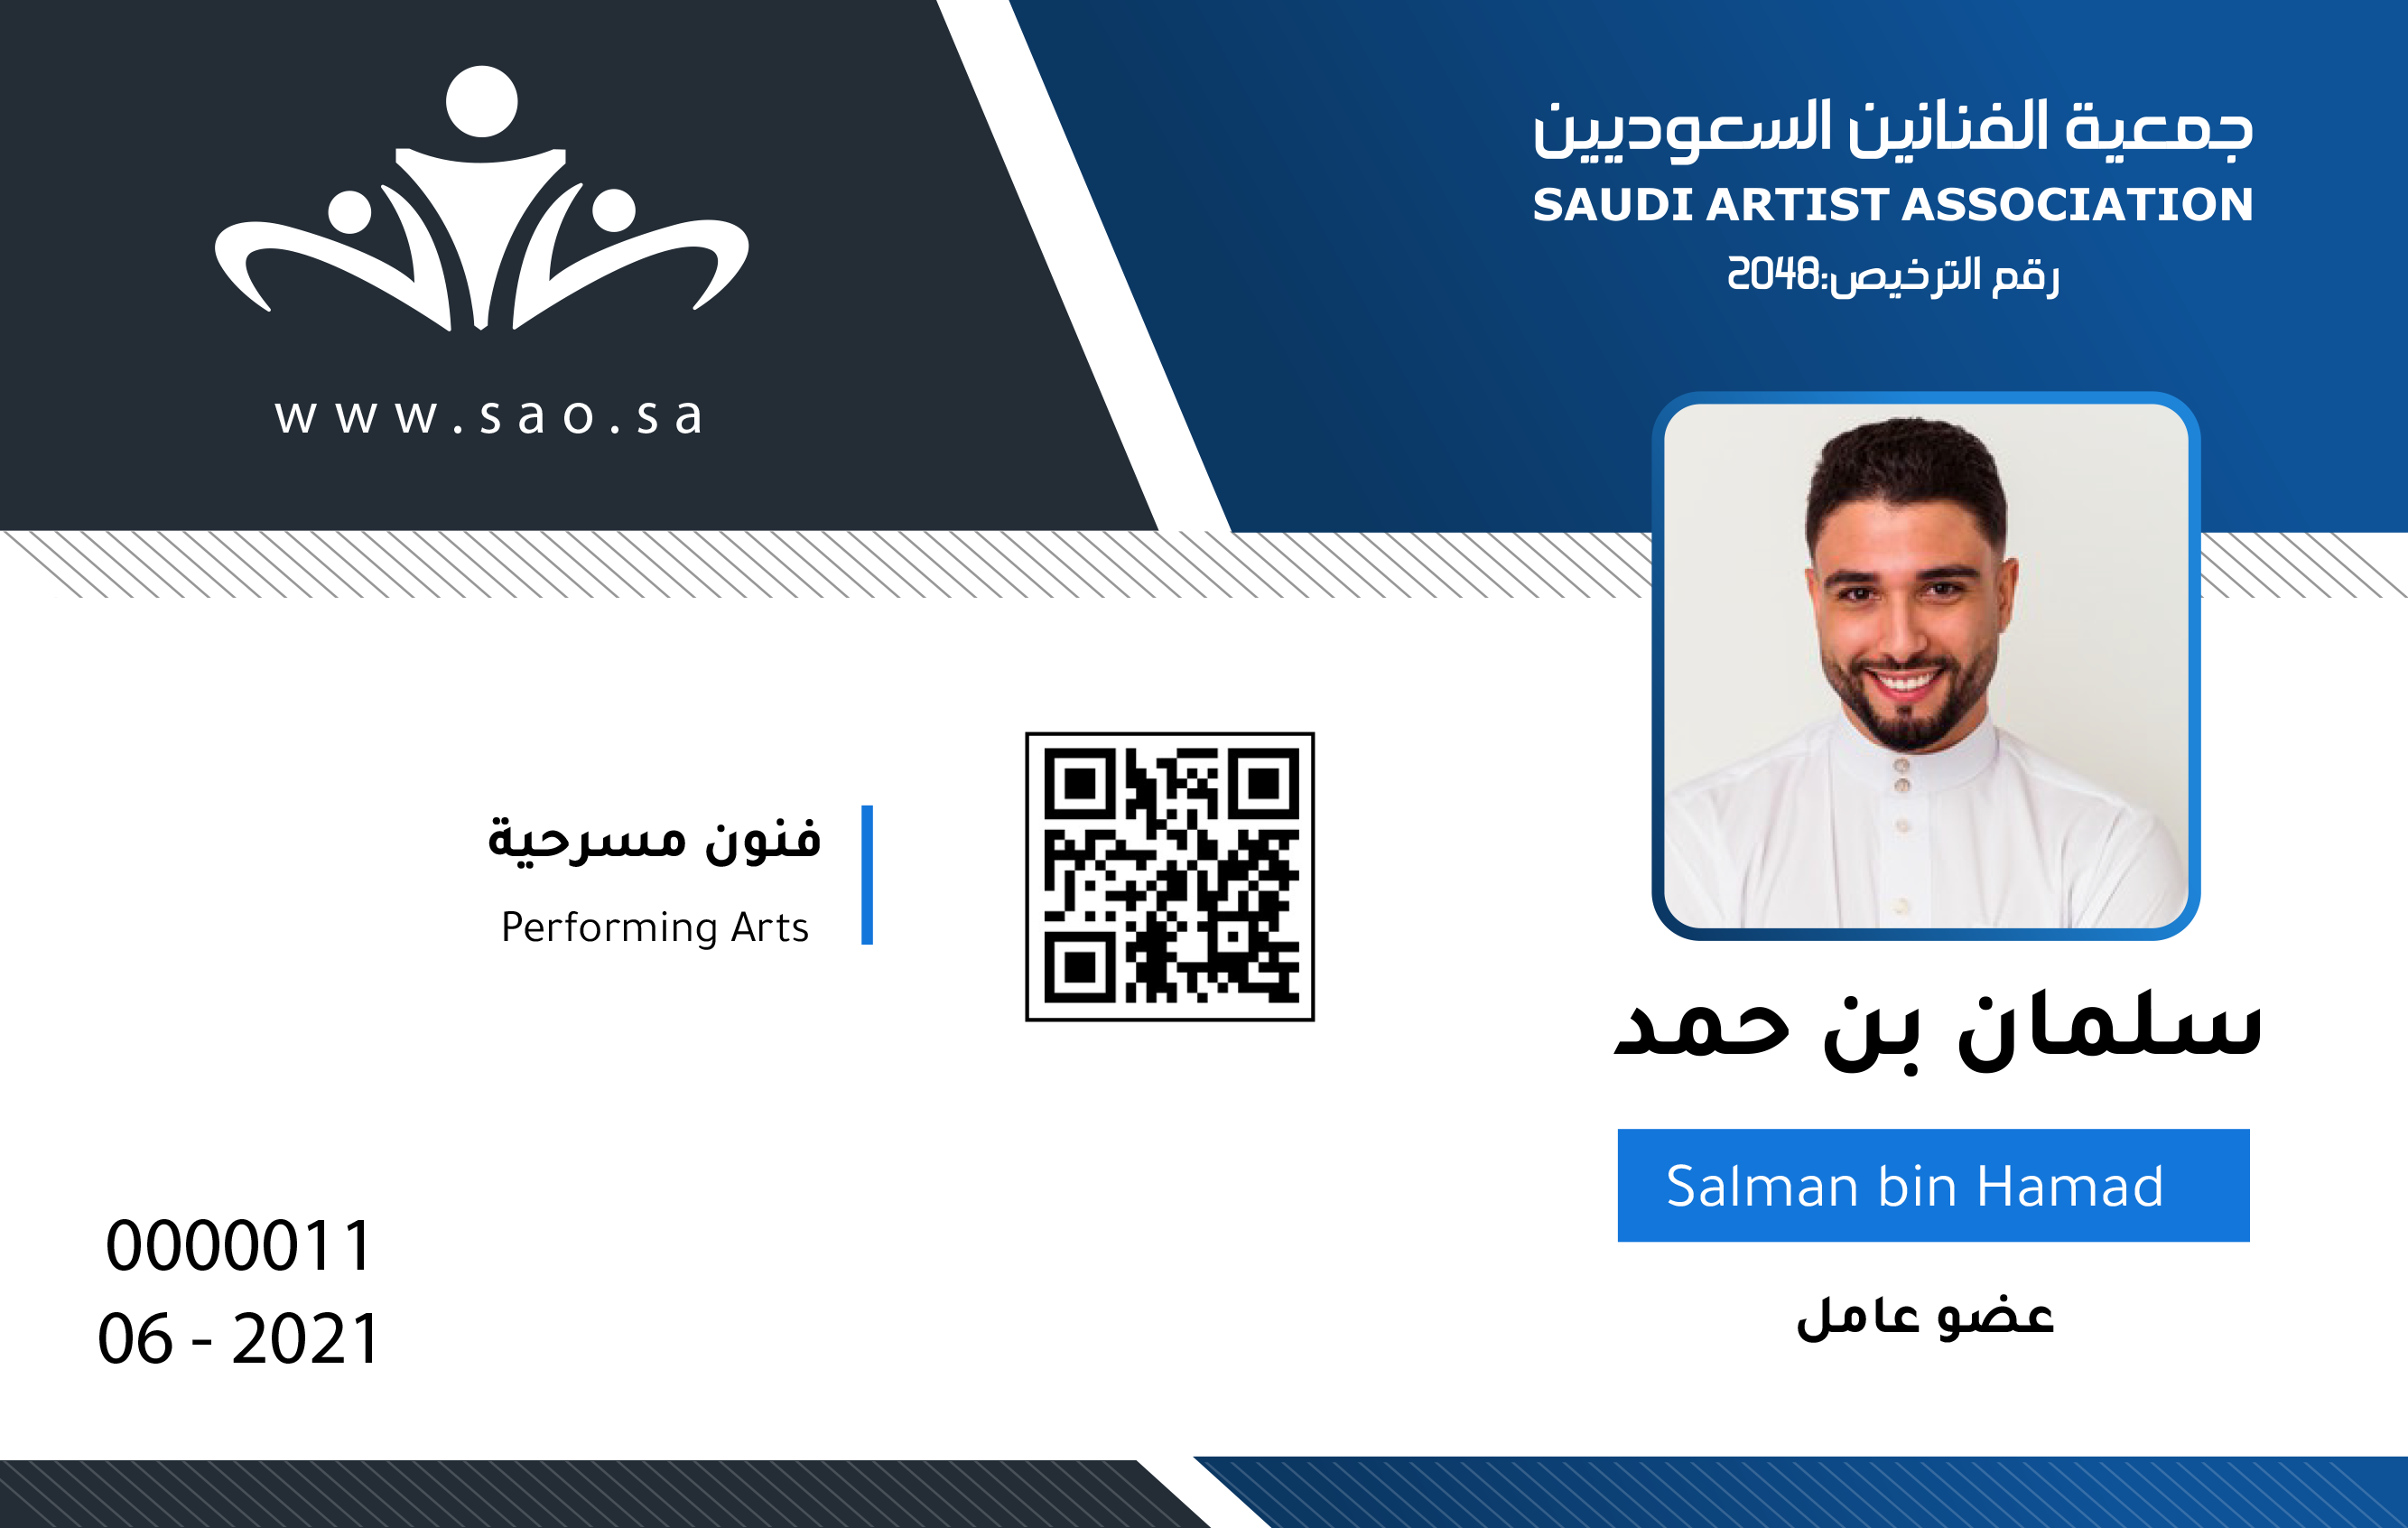 جمعية الفنانين السعوديين
SAUDI ARTIST ASSOCIATION
رقم الترخيص:2048
www.sao.sa
فنون مسرحية
Performing Arts
سلمان بن حمد
Salman bin Hamad
عضو عامل
0000011
06 - 2021